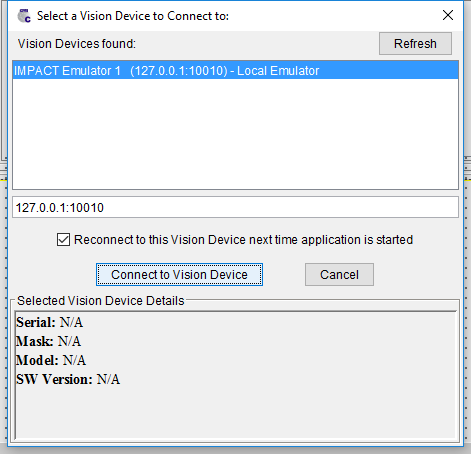 Select a Vision Device to Connect to:
Vision Devices found:
Refresh
IMPACT Emulator 1 (127.0.0.1:10010) - Local Emulator
127.0.0.1:10010
Reconnect to this Vision Device next time application is started
Connect to Vision Device
Cancel
Selected Vision Device Details
Serial: N/A
Mask: N/A
Model: N/A
SW Version: N/A